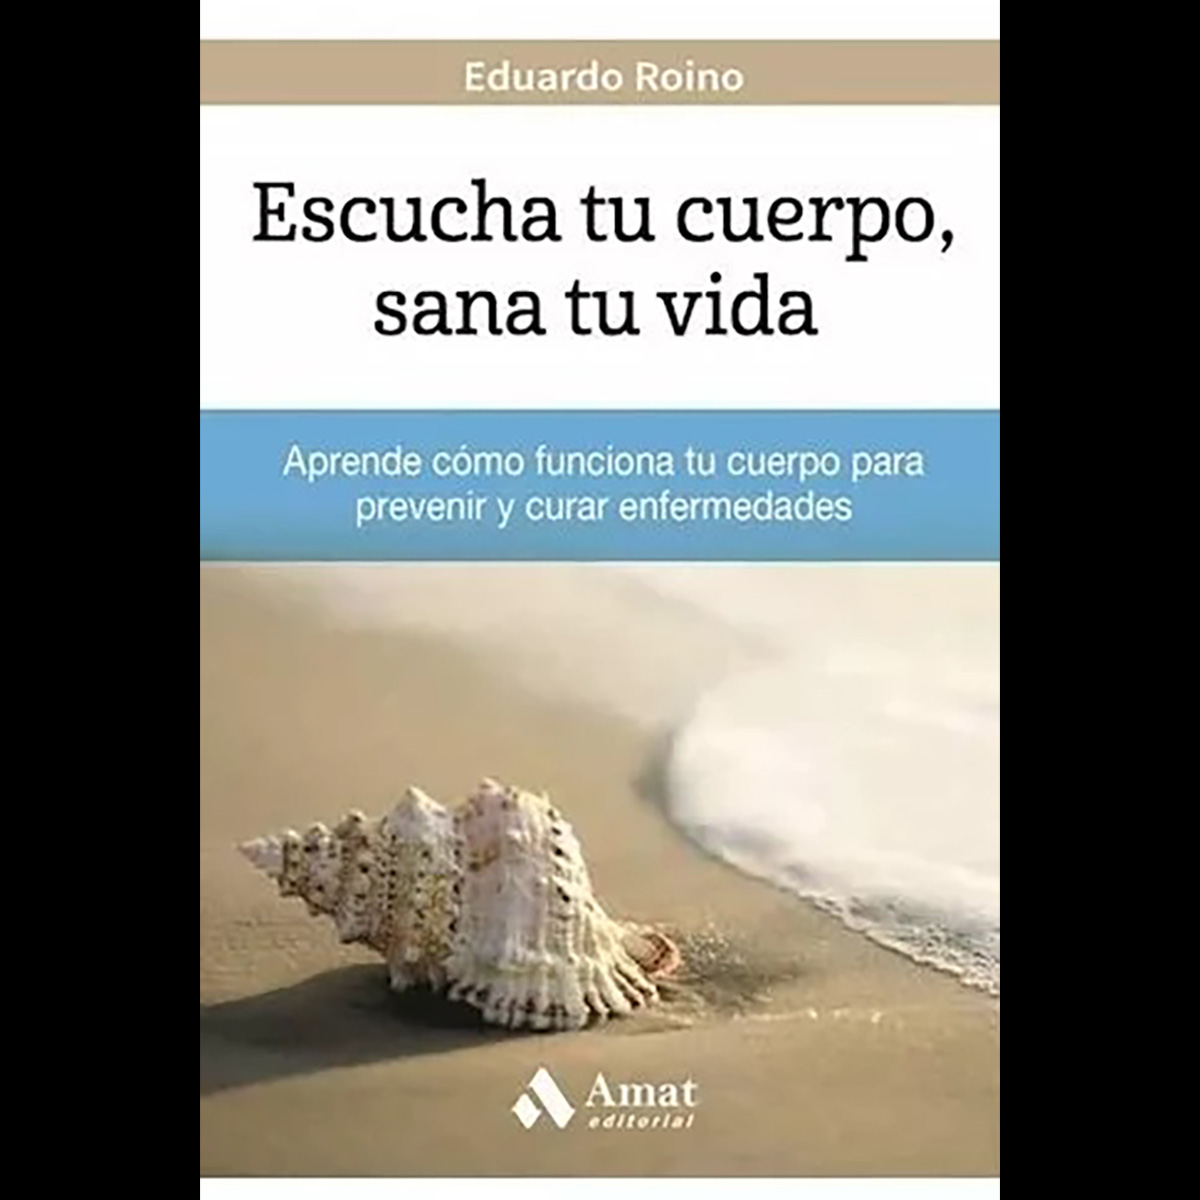 Eduardo Roino
Escucha tu cuerpo,
sana tu vida
Aprende cómo funciona tu cuerpo para
prevenir y curar enfermedades
Amat
editorial